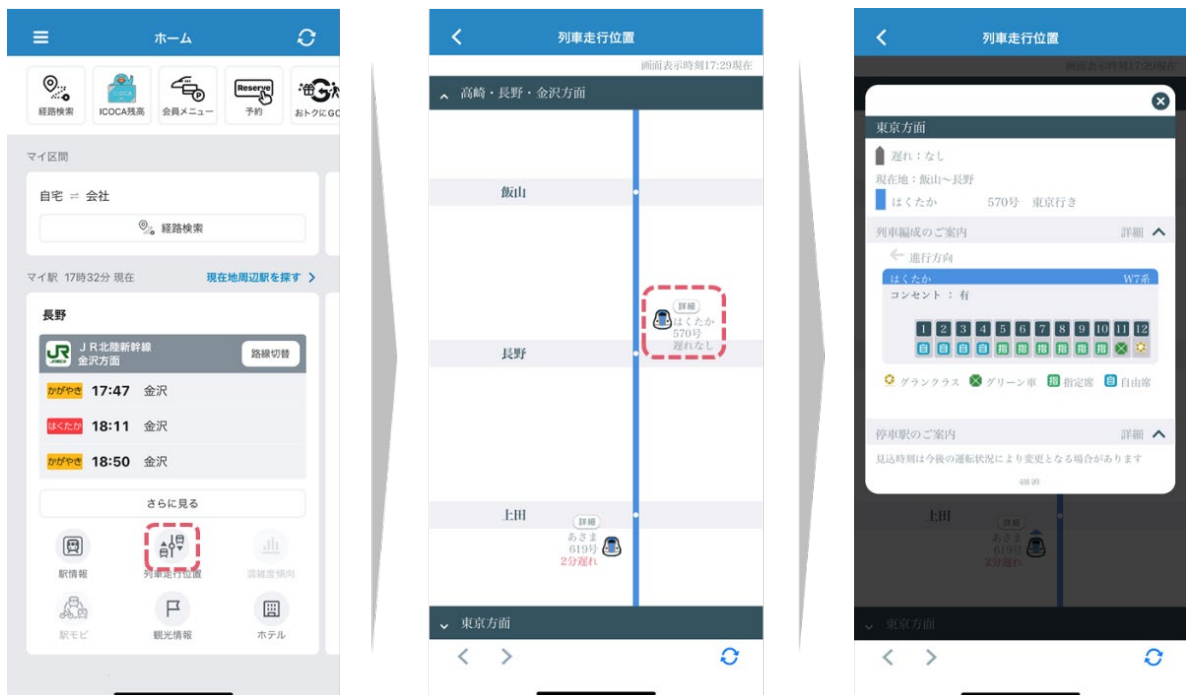 ホーム
経路検索
ICOCA
ICOCA残高
会員メニュー
Reserve
予約
おトクにGO
マイ区間
自宅 ⇌ 会社
経路検索
マイ駅 17時32分 現在
現在地周辺駅を探す
長野
JR
JR北陸新幹線
金沢方面
路線切替
かがやき 17:47 金沢
はくたか 18:11 金沢
かがやき 18:50 金沢
さらに見る
駅情報
列車走行位置
混雑度傾向
駅モビ
観光情報
ホテル
列車走行位置
画面表示時刻17:29現在
高崎・長野・金沢方面
飯山
詳細
はくたか
570号
遅れなし
長野
上田
詳細
あさま
619号
2分遅れ
東京方面
列車走行位置
画面表示時刻17:29現在
東京方面
遅れ:なし
現在地:飯山〜長野
はくたか 570号 東京行き
列車編成のご案内 詳細
進行方向
はくたか W7系
コンセント : 有
1 2 3 4 5 6 7 8 9 10 11 12
自 自 自 自 指 指 指 指 指 指
グランクラス グリーン車 指 指定席 自 自由席
停車駅のご案内 詳細
見込時刻は今後の運転状況により変更となる場合があります
上田
詳細
あさま
619号
2分遅れ
東京方面